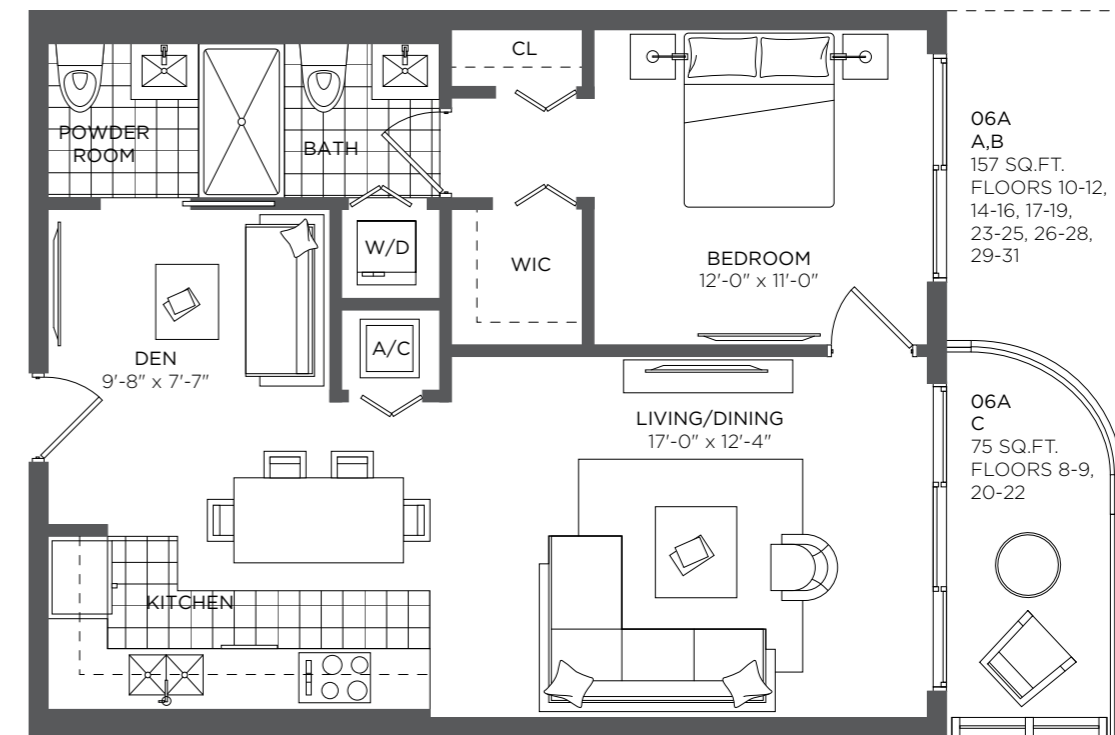 CL
POWDER
ROOM
BATH
W/D
WIC
BEDROOM
12'-0" x 11'-0"
06A
A,B
157 SQ.FT.
FLOORS 10-12,
14-16, 17-19,
23-25, 26-28,
29-31
DEN
9'-8" x 7'-7"
A/C
LIVING/DINING
17'-0" x 12'-4"
06A
C
75 SQ.FT.
FLOORS 8-9,
20-22
KITCHEN